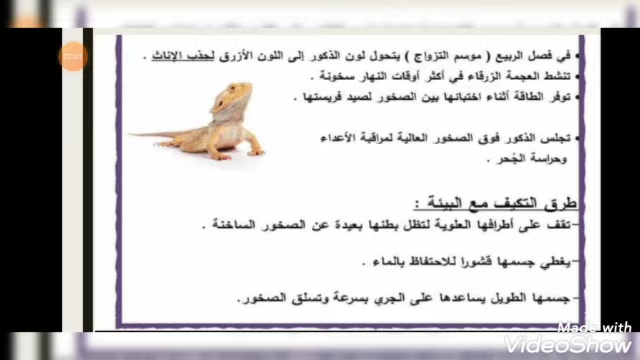 • في فصل الربيع ( موسم التزواج ) يتحول لون الذكور إلى اللون الأزرق لجذب الإناث .
• تنشط العجمة الزرقاء في أكثر أوقات النهار سخونة .
• توفر الطاقة أثناء اختبائها بين الصخور لصيد فريستها .
• تجلس الذكور فوق الصخور العالية لمراقبة الأعداء
وحراسة الجُحر .
طرق التكيف مع البيئة :
–تقف على أطرافها العلوية لتظل بطنها بعيدة عن الصخور الساخنة .
–يغطي جسمها قشورا للاحتفاظ بالماء .
–جسمها الطويل يساعدها على الجري بسرعة وتسلق الصخور.
Made with
VideoShow